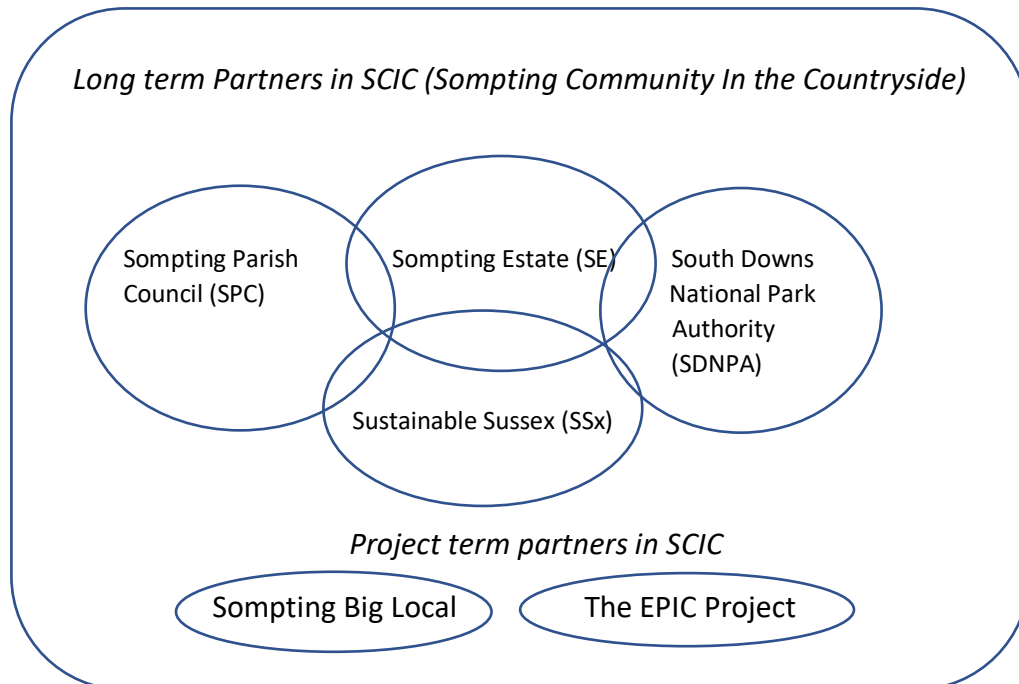 Long term Partners in SCIC (Sompting Community In the Countryside)
Sompting Parish
Council (SPC)
Sompting Estate (SE)
South Downs
National Park
Authority
(SDNPA)
Sustainable Sussex (SSx)
Project term partners in SCIC
Sompting Big Local
The EPIC Project